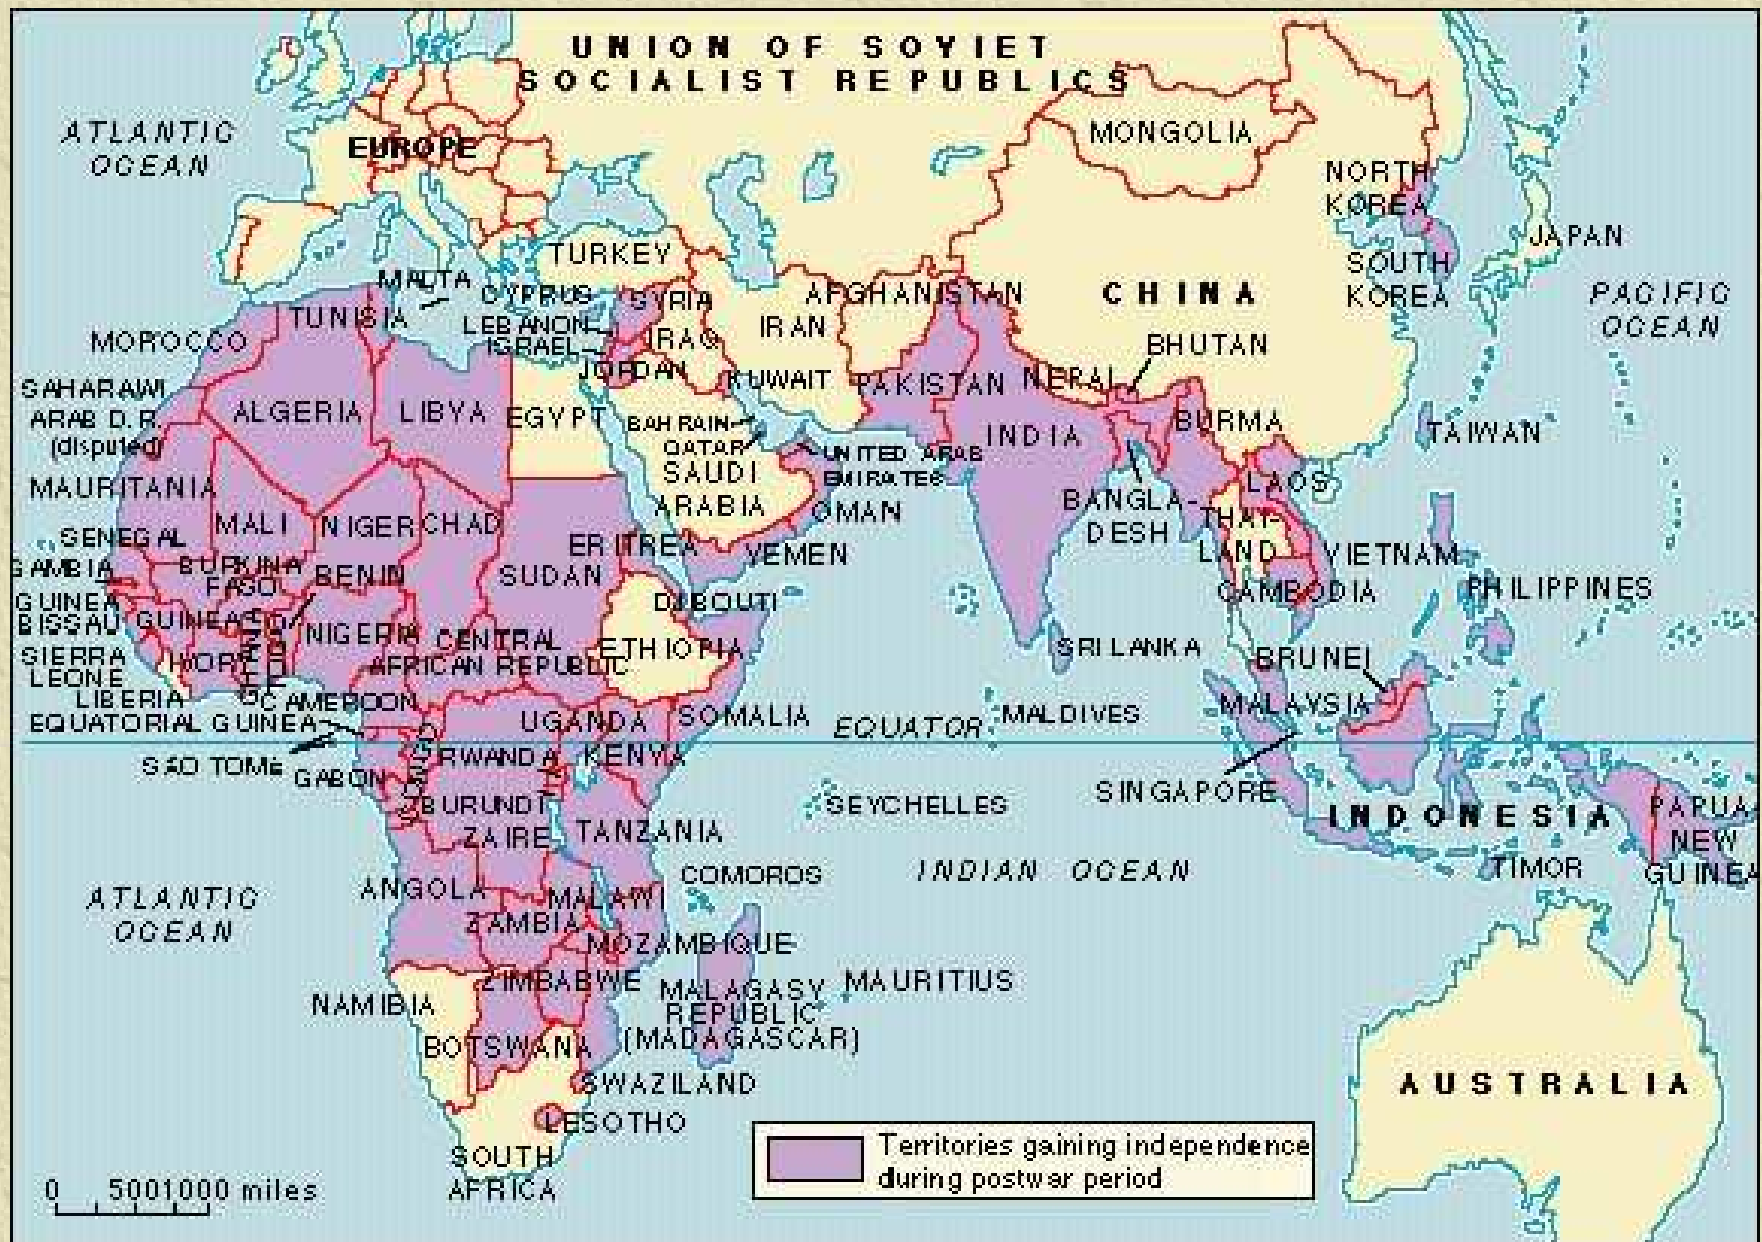 UNION OF SOVIET
SOCIALIST REPUBLICS
ATLANTIC
OCEAN
EUROPE
MONGOLIA
NORTH
KOREA
JAPAN
TURKEY
SOUTH
KOREA
MALTA
CYPRUS
SYRIA
AFGHANISTAN
CHINA
PACIFIC
OCEAN
TUNISIA
LEBANON
ISRAEL
IRAQ
IRAN
MOROCCO
BHUTAN
JORDAN
KUWAIT
PAKISTAN
NEPAL
SAHARAWI
ARAB D.R.
(disputed)
ALGERIA
LIBYA
EGYPT
BAHRAIN
QATAR
INDIA
BURMA
TAIWAN
UNITED ARAB
EMIRATES
SAUDI
ARABIA
MAURITANIA
LAOS
BANGLA-
DESH
MALI
NIGER
CHAD
OMAN
THAI-
LAND
SENEGAL
ERITREA
YEMEN
VIETNAM
GAMBIA
BURKINA
FASO
BENIN
SUDAN
CAMBODIA
PHILIPPINES
GUINEA
BISSAU
GUINEA
DJIBOUTI
NIGERIA
CENTRAL
AFRICAN REPUBLIC
ETHIOPIA
SRI LANKA
SIERRA
LEONE
BRUNEI
LIBERIA
CAMEROON
MALAYSIA
EQUATORIAL GUINEA
UGANDA
SOMALIA
EQUATOR
MALDIVES
RWANDA
KENYA
SAO TOME
GABON
CONGO
BURUNDI
SEYCHELLES
SINGAPORE
INDONESIA
PAPUA
NEW
GUINEA
ZAIRE
TANZANIA
TIMOR
ANGOLA
MALAWI
COMOROS
INDIAN OCEAN
ATLANTIC
OCEAN
ZAMBIA
MOZAMBIQUE
ZIMBABWE
MALAGASY
REPUBLIC
(MADAGASCAR)
MAURITIUS
NAMIBIA
BOTSWANA
SWAZILAND
AUSTRALIA
LESOTHO
SOUTH
AFRICA
Territories gaining independence
during postwar period
0 500 1000 miles